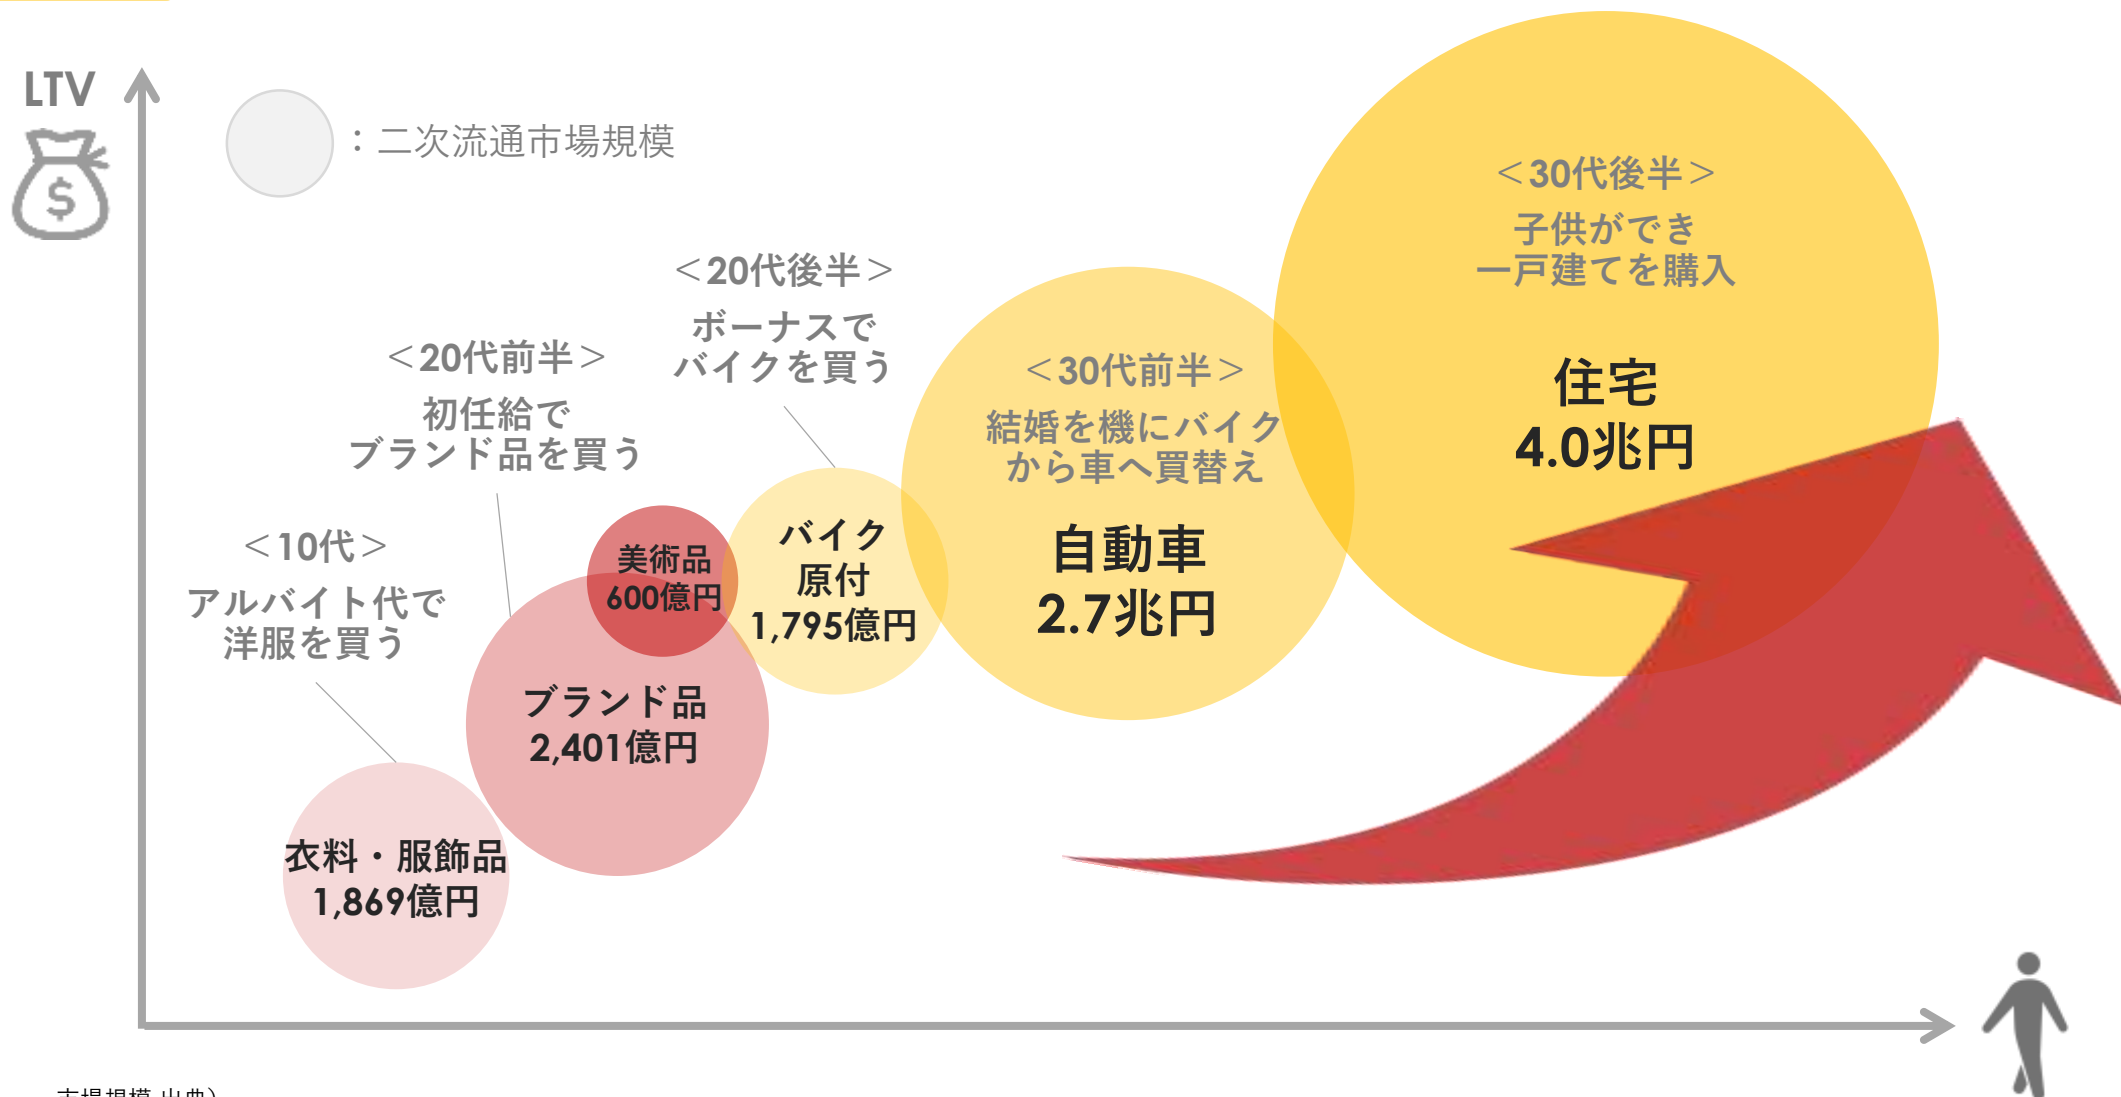 LTV
$
：二次流通市場規模
＜10代＞
アルバイト代で
洋服を買う
衣料・服飾品
1,869億円
＜20代前半＞
初任給で
ブランド品を買う
ブランド品
2,401億円
美術品
600億円
＜20代後半＞
ボーナスで
バイクを買う
バイク
原付
1,795億円
＜30代前半＞
結婚を機にバイク
から車へ買替え
自動車
2.7兆円
＜30代後半＞
子供ができ
一戸建てを購入
住宅
4.0兆円
市場規模 出典）